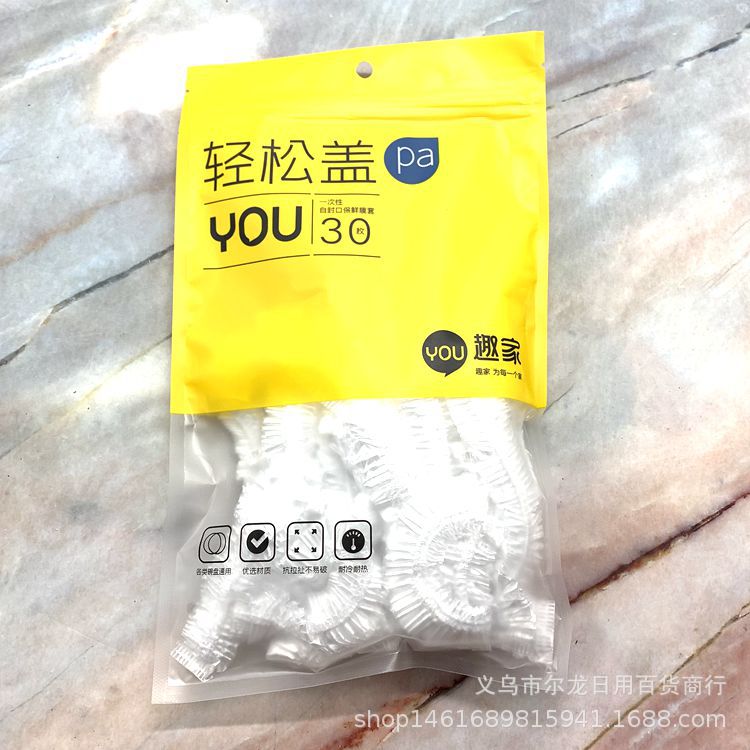 轻松盖 pa
YOU
一次性
自封口保鲜膜套
30枚
YOU 趣家
趣家 为每一个家
各类碗盘通用 优选材质 抗拉扯不易破 耐冷耐热
义乌市尔龙日用百货商行
shop1461689815941.1688.com